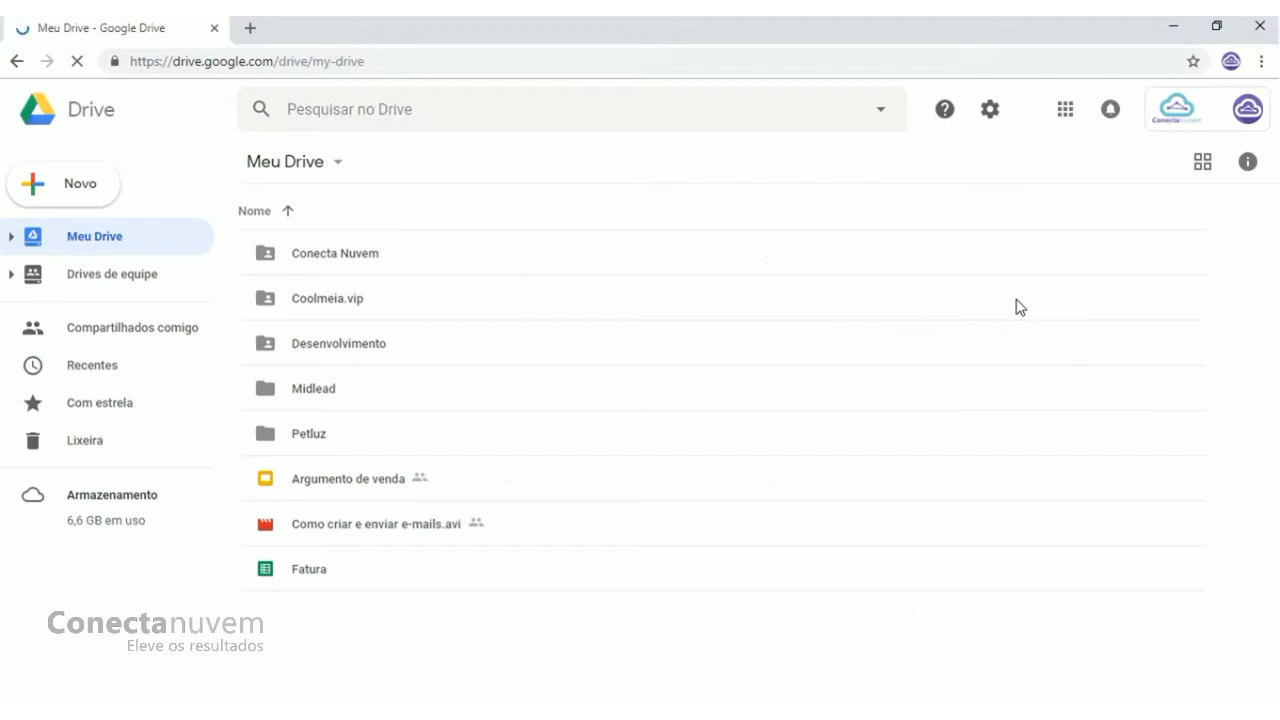 Meu Drive - Google Drive
https://drive.google.com/drive/my-drive
Drive
Pesquisar no Drive
Conectanuvem
Meu Drive
Novo
Nome
Meu Drive
Drives de equipe
Compartilhados comigo
Recentes
Com estrela
Lixeira
Armazenamento
6,6 GB em uso
Conecta Nuvem
Coolmeia.vip
Desenvolvimento
Midlead
Petluz
Argumento de venda
Como criar e enviar e-mails.avi
Fatura
Conectanuvem
Eleve os resultados